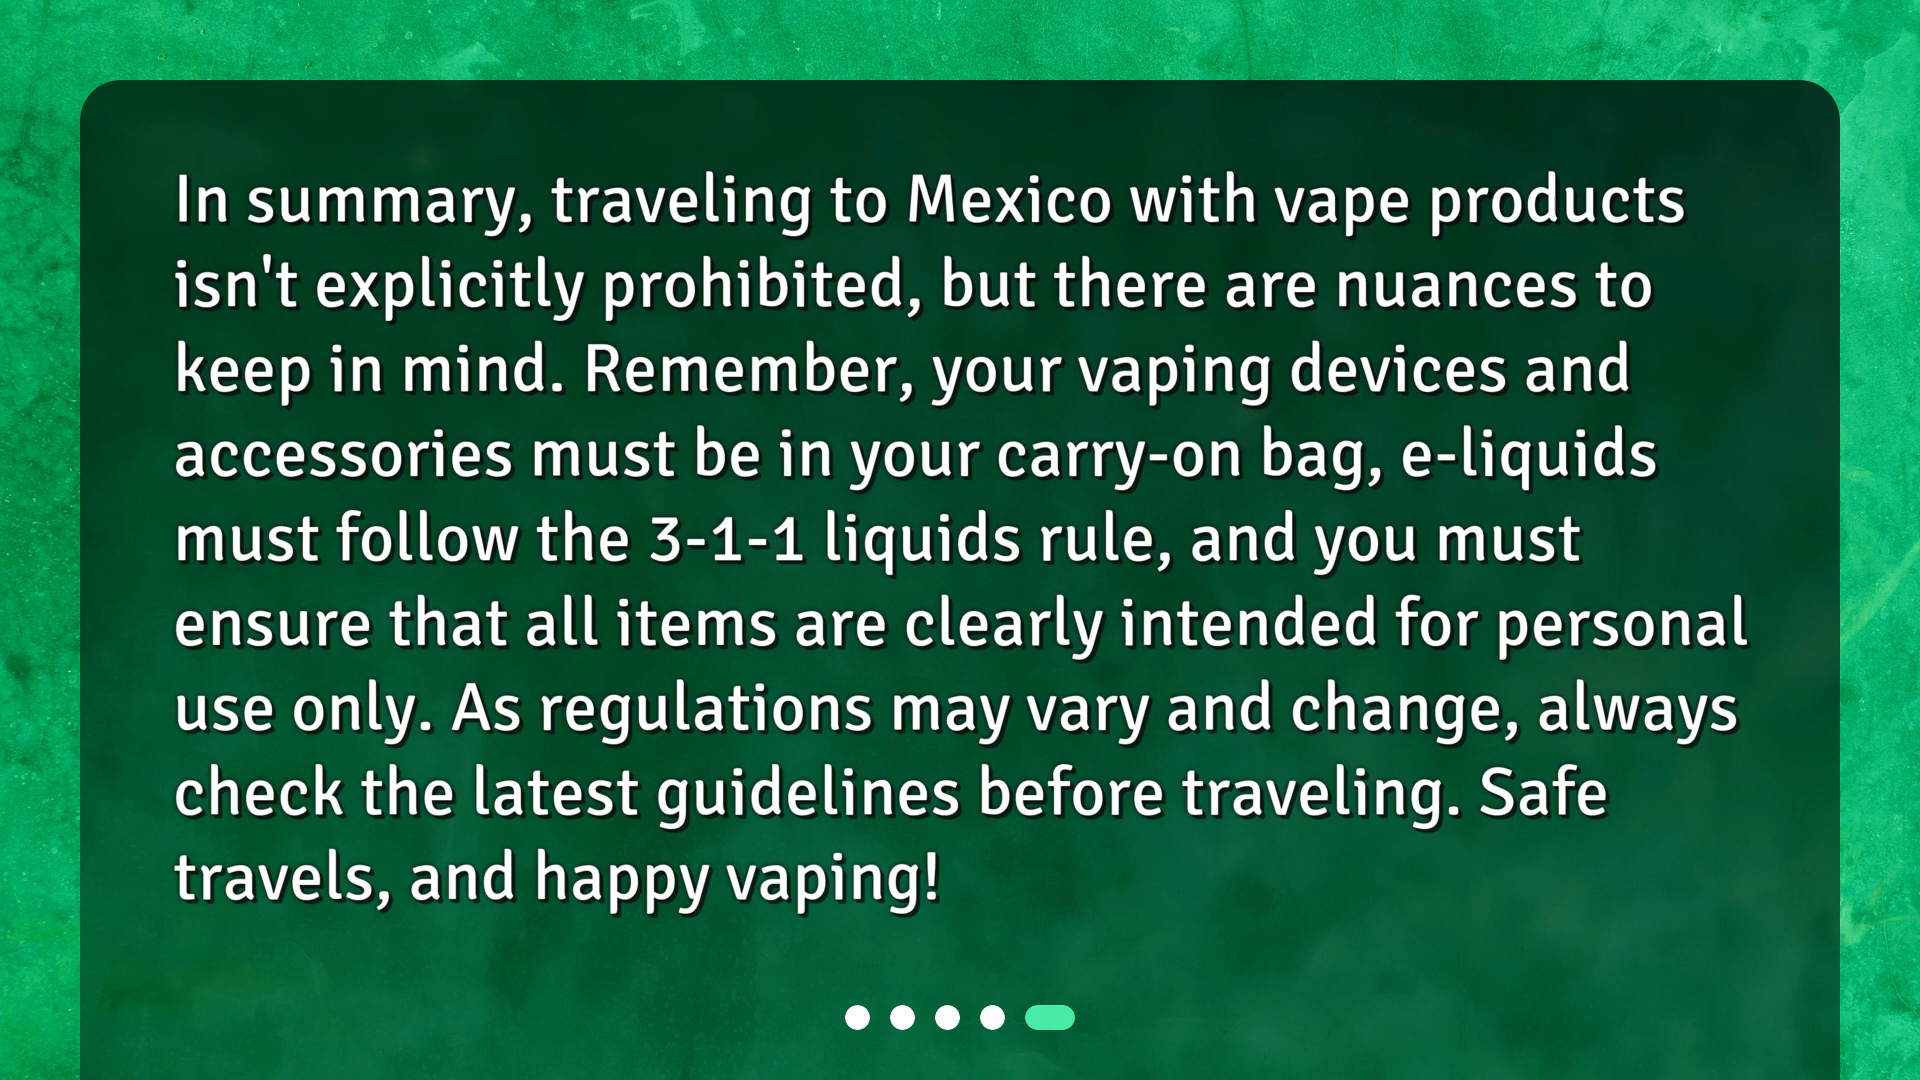 In summary, traveling to Mexico with vape products
isn't explicitly prohibited, but there are nuances to
keep in mind. Remember, your vaping devices and
accessories must be in your carry-on bag, e-liquids
must follow the 3-1-1 liquids rule, and you must
ensure that all items are clearly intended for personal
use only. As regulations may vary and change, always
check the latest guidelines before traveling. Safe
travels, and happy vaping!